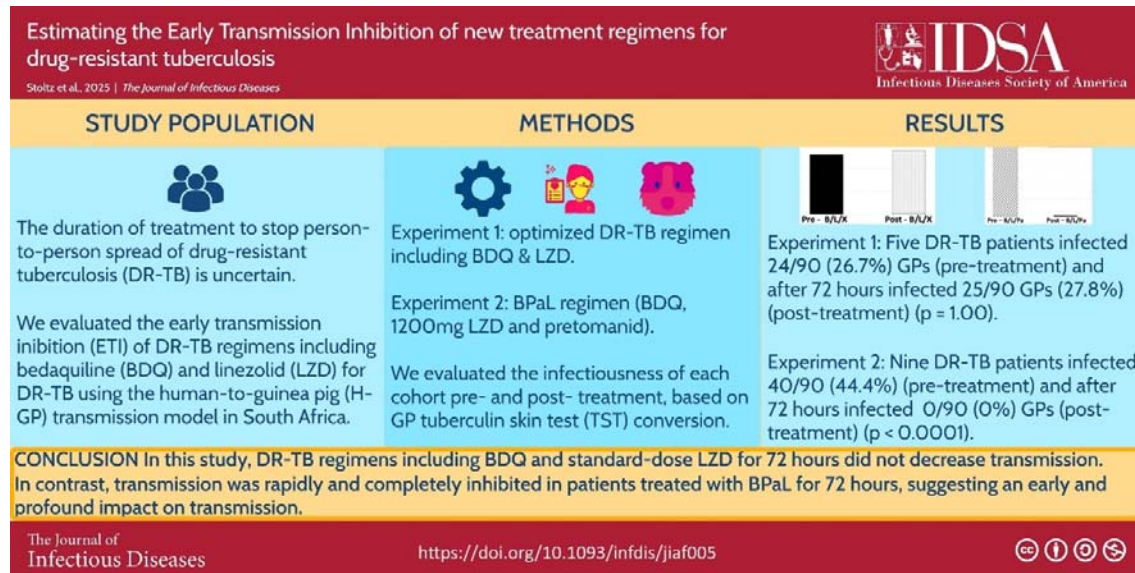 Estimating the Early Transmission Inhibition of new treatment regimens for
drug-resistant tuberculosis
Stoltz et al., 2025 | The Journal of Infectious Diseases
IDSA
Infectious Diseases Society of America
STUDY POPULATION
The duration of treatment to stop person-
to-person spread of drug-resistant
tuberculosis (DR-TB) is uncertain.
We evaluated the early transmission
inibition (ETI) of DR-TB regimens including
bedaquiline (BDQ) and linezolid (LZD) for
DR-TB using the human-to-guinea pig (H-
GP) transmission model in South Africa.
METHODS
Experiment 1: optimized DR-TB regimen
including BDQ & LZD.
Experiment 2: BPaL regimen (BDQ,
1200mg LZD and pretomanid).
We evaluated the infectiousness of each
cohort pre- and post- treatment, based on
GP tuberculin skin test (TST) conversion.
RESULTS
Pre - B/L/X
Post - B/L/X
Pre - B/L/Pa
Post - B/L/Pa
Experiment 1: Five DR-TB patients infected
24/90 (26.7%) GPs (pre-treatment) and
after 72 hours infected 25/90 GPs (27.8%)
(post-treatment) (p = 1.00).
Experiment 2: Nine DR-TB patients infected
40/90 (44.4%) (pre-treatment) and after
72 hours infected 0/90 (0%) GPs (post-
treatment) (p < 0.0001).
CONCLUSION In this study, DR-TB regimens including BDQ and standard-dose LZD for 72 hours did not decrease transmission.
In contrast, transmission was rapidly and completely inhibited in patients treated with BPaL for 72 hours, suggesting an early and
profound impact on transmission.
The Journal of
Infectious Diseases
https://doi.org/10.1093/infdis/jiaf005
cc